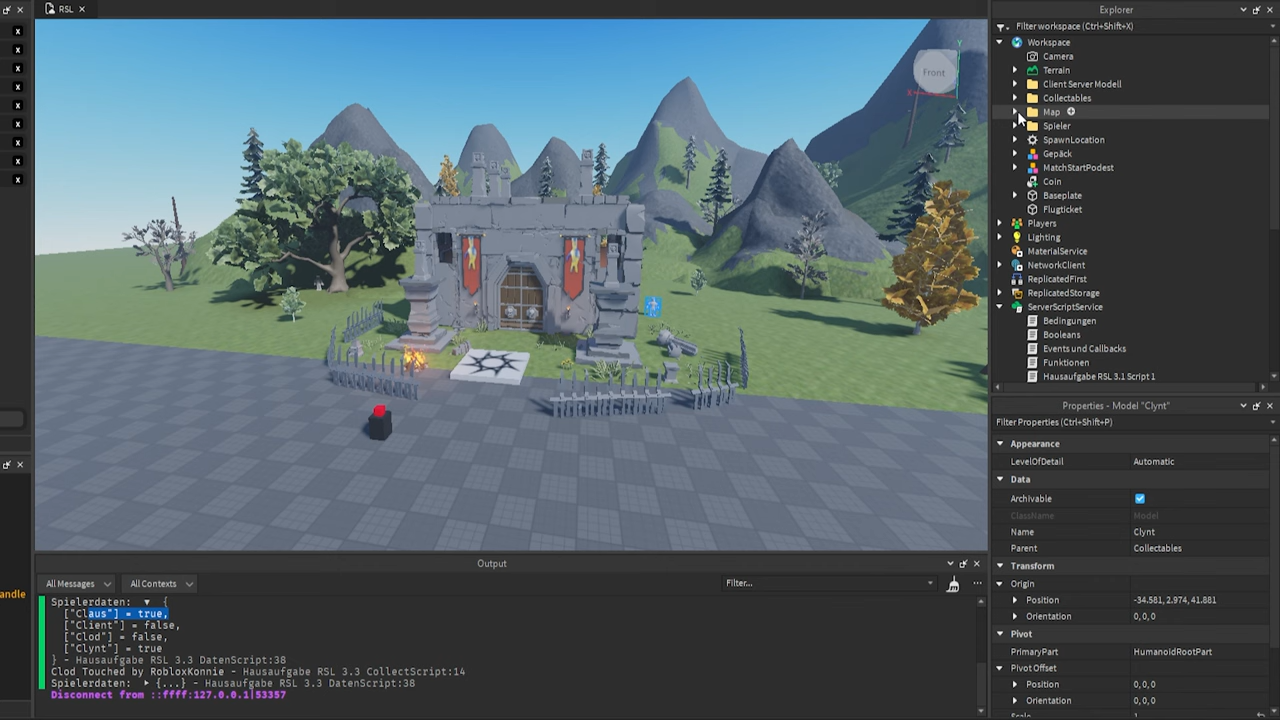 RSL
Explorer
Filter workspace (Ctrl+Shift+X)
Workspace
Camera
Terrain
Client Server Modell
Collectables
Map
Spieler
SpawnLocation
Gepäck
MatchStartPodest
Coin
Baseplate
Flugticket
Players
Lighting
MaterialService
NetworkClient
ReplicatedFirst
ReplicatedStorage
ServerScriptService
Bedingungen
Booleans
Events und Callbacks
Funktionen
Hausaufgabe RSL 3.1 Script 1
Front
Y
X
Properties - Model "Clynt"
Filter Properties (Ctrl+Shift+P)
Appearance
LevelOfDetail Automatic
Data
Archivable
ClassName Model
Name Clynt
Parent Collectables
Transform
Origin
Position -34.581, 2.974, 41.881
Orientation 0,0,0
Pivot
PrimaryPart HumanoidRootPart
Pivot Offset
Position 0,0,0
Orientation 0,0,0
Scale 1
andle
Output
All Messages All Contexts Filter...
Spielerdaten: ▼ {
["Claus"] = true,
["Client"] = false,
["Clod"] = false,
["Clynt"] = true
} - Hausaufgabe RSL 3.3 DatenScript:38
Clod Touched by RobloxKonnie - Hausaufgabe RSL 3.3 CollectScript:14
Spielerdaten: ▶ {...} - Hausaufgabe RSL 3.3 DatenScript:38
Disconnect from ::ffff:127.0.0.1|53357